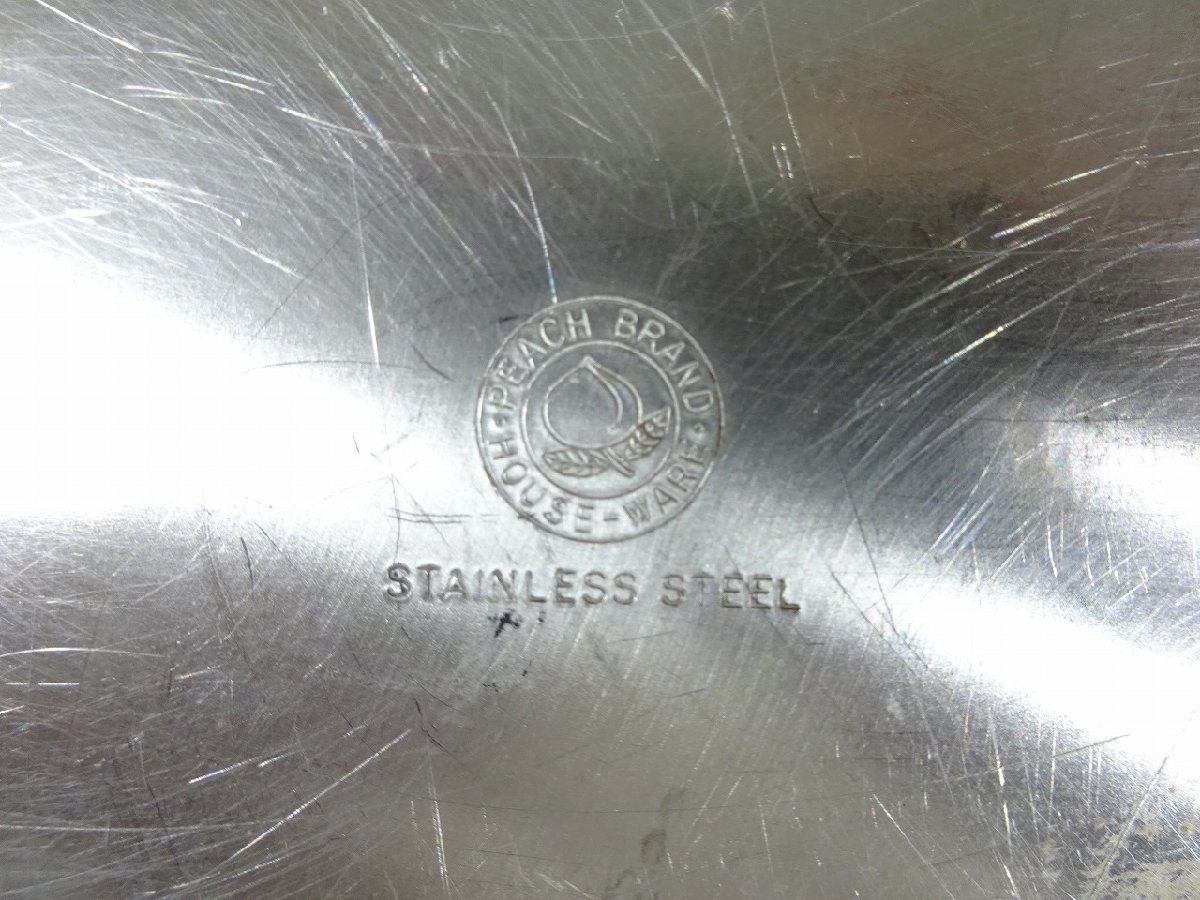 PEACH BRAND
HOUSE-WARE
STAINLESS STEEL